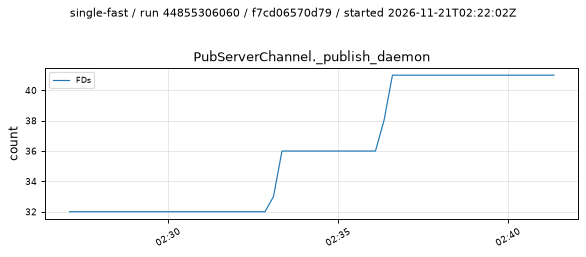 single-fast / run 44855306060 / f7cd06570d79 / started 2026-11-21T02:22:02Z
PubServerChannel._publish_daemon
FDs
count
40
38
36
34
32
02:30
02:35
02:40